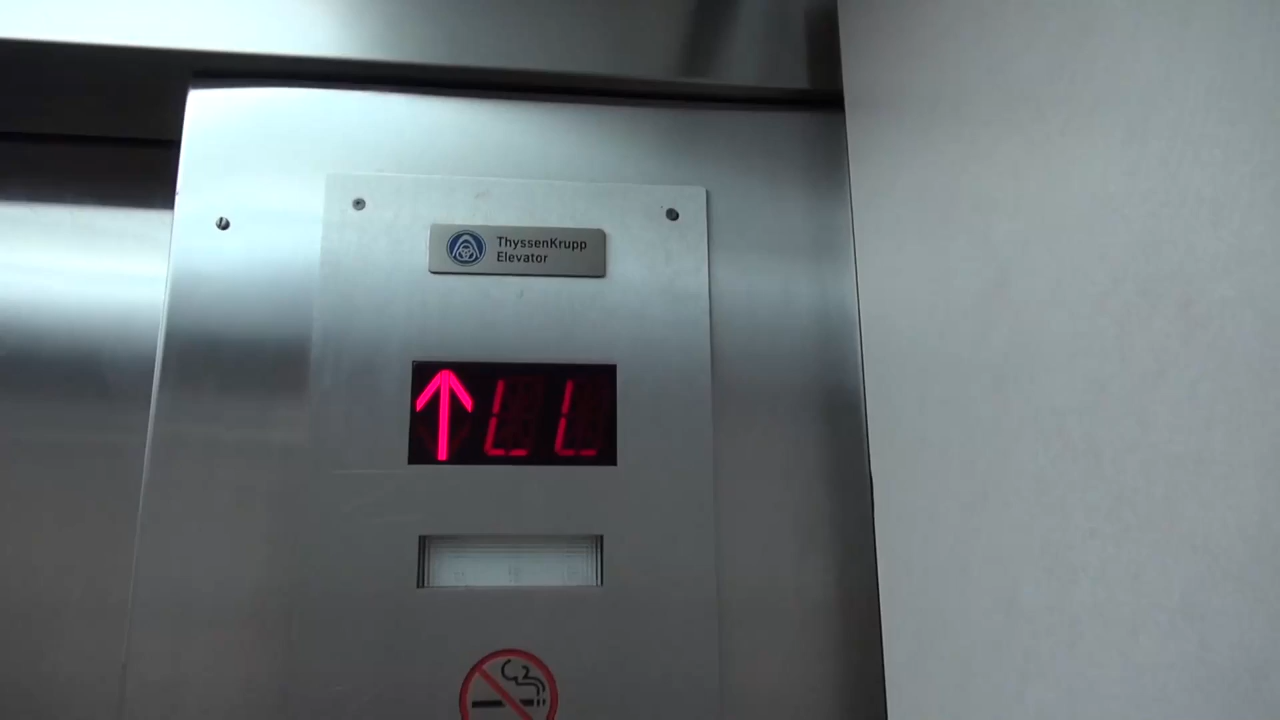 ThyssenKrupp
Elevator
↑ LL